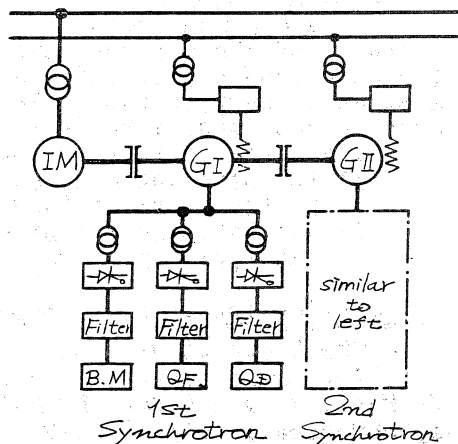 IM
GI
GII
Filter
Filter
Filter
B.M
QF.
QD
similar
to
left
1st
Synchrotron
2nd
Synchrotron